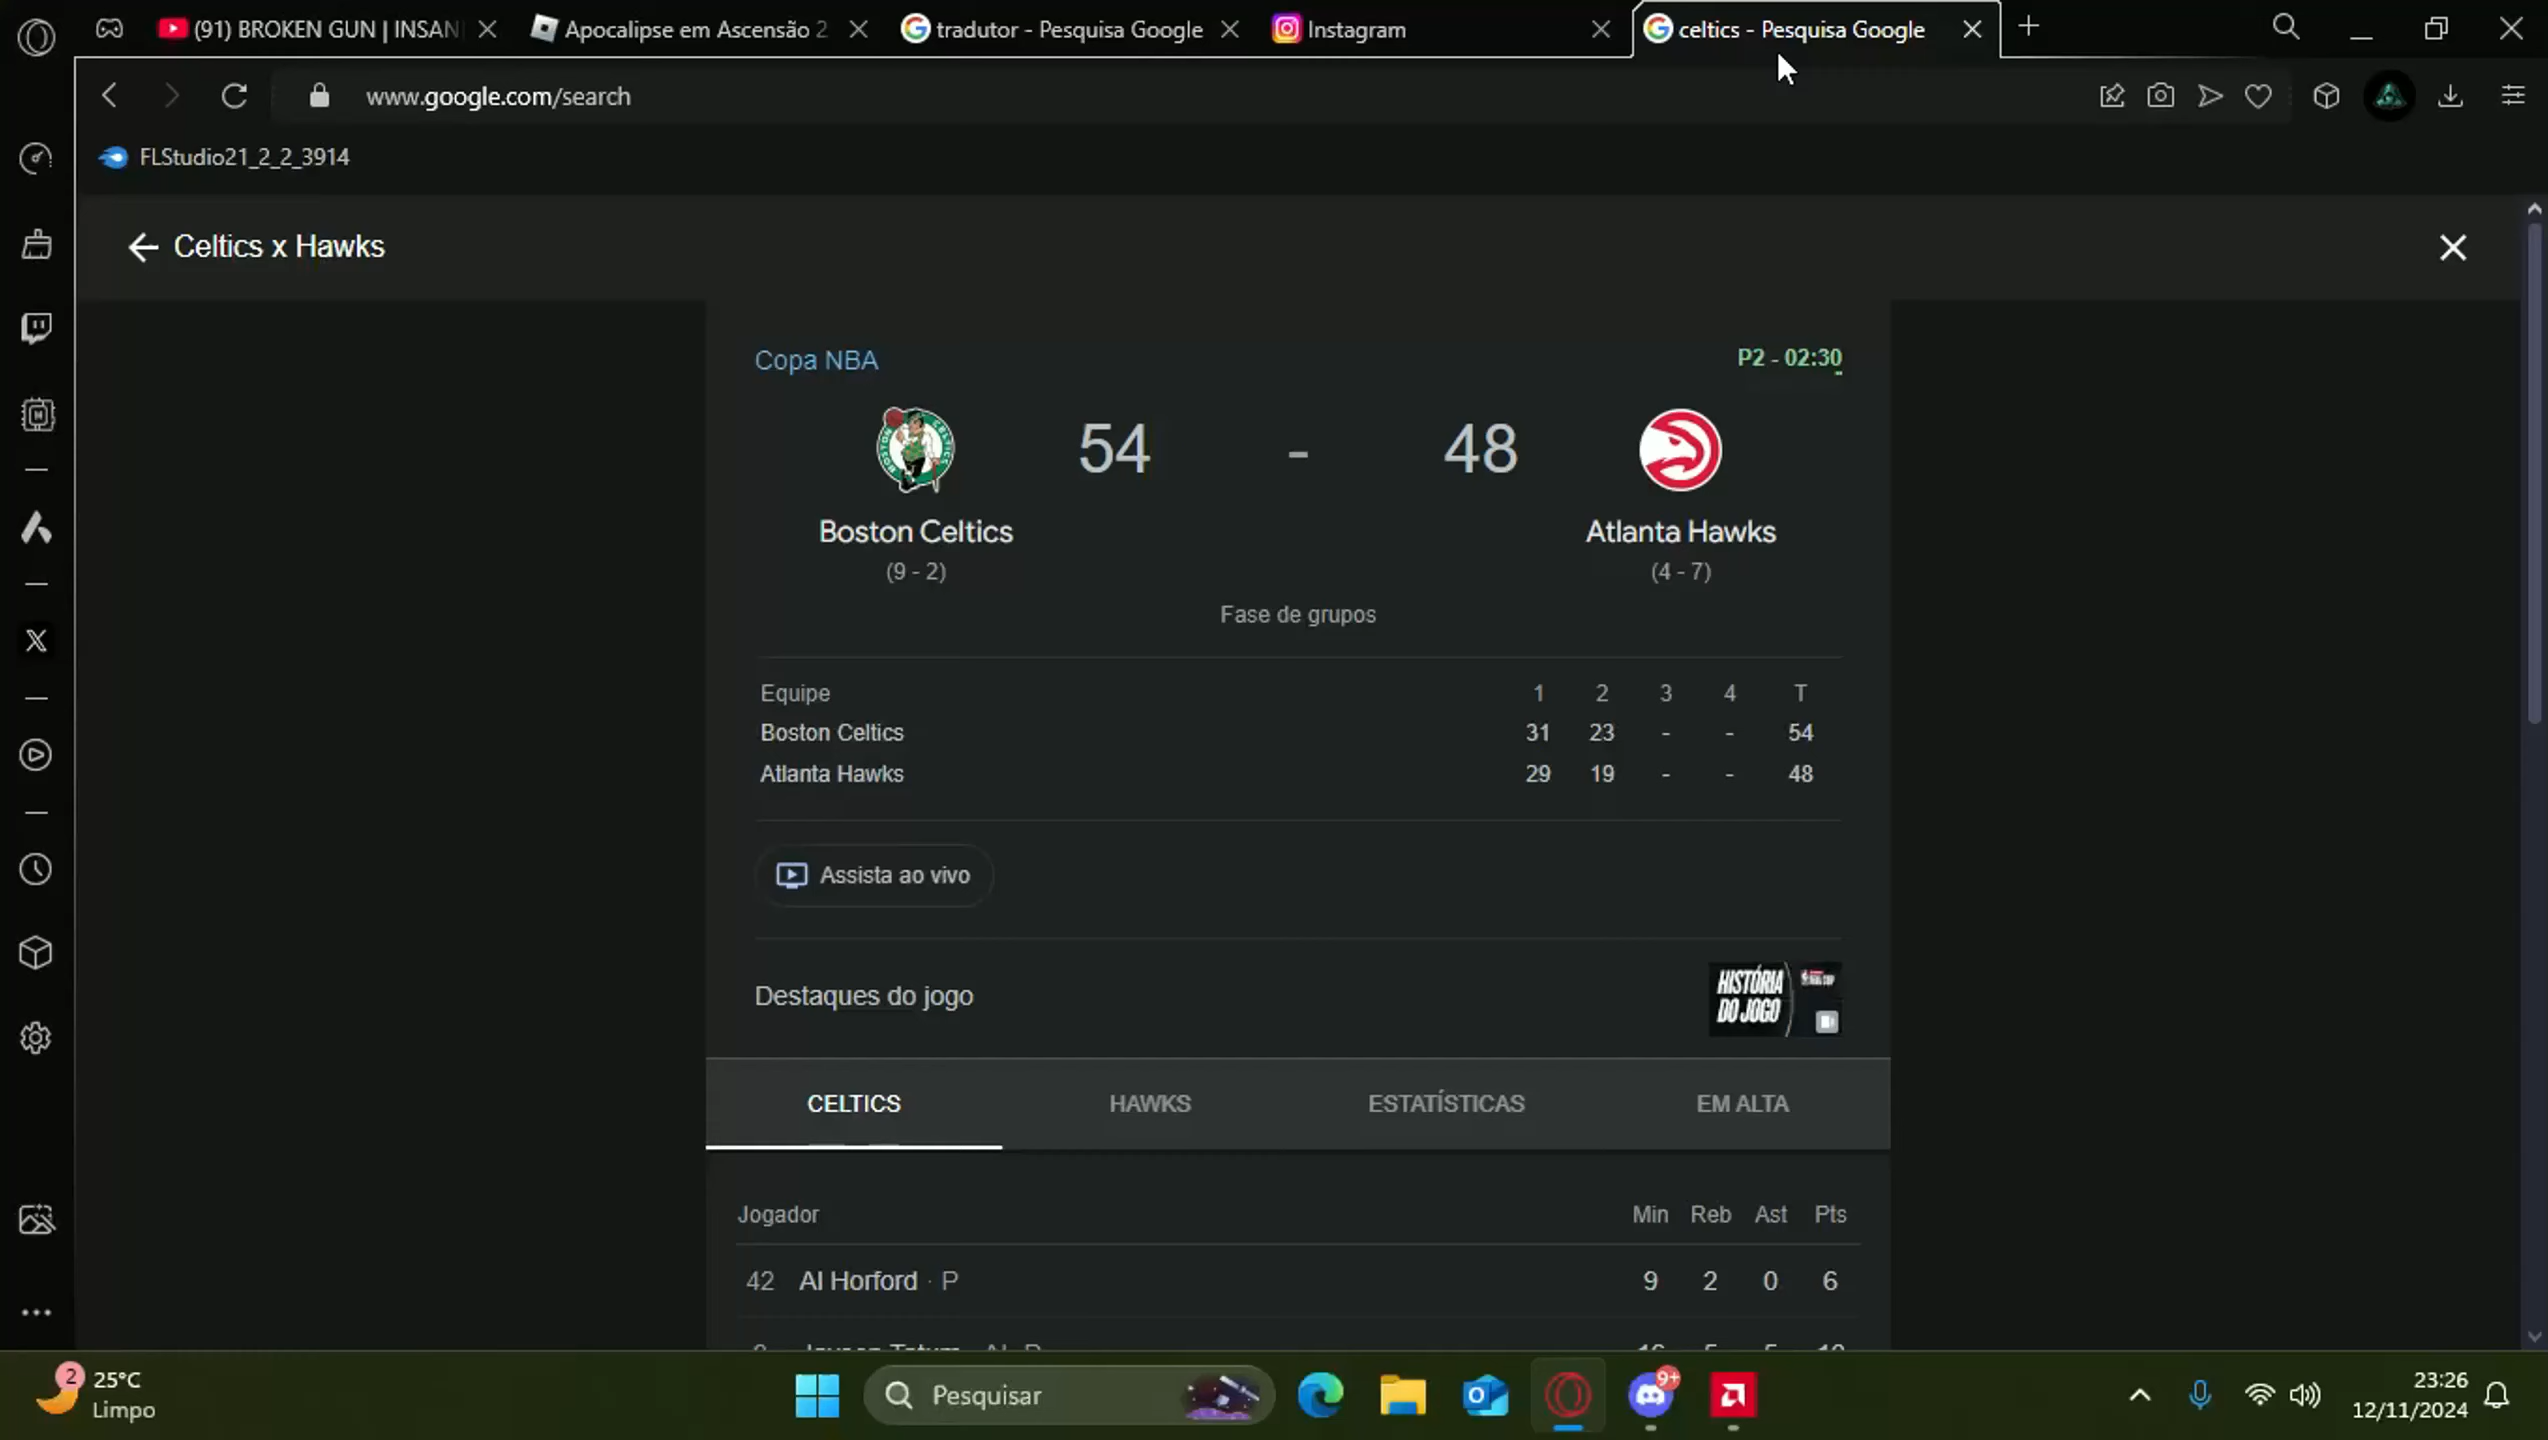 (91) BROKEN GUN | INSAN
Apocalipse em Ascensão 2
tradutor - Pesquisa Google
Instagram
celtics - Pesquisa Google
www.google.com/search
FLStudio21_2_2_3914
Celtics x Hawks
Copa NBA
P2 - 02:30
54 - 48
Boston Celtics
Atlanta Hawks
(9 - 2)
(4 - 7)
Fase de grupos
Equipe 1 2 3 4 T
Boston Celtics 31 23 - - 54
Atlanta Hawks 29 19 - - 48
Assista ao vivo
Destaques do jogo
HISTÓRIA
DO JOGO
CELTICS HAWKS ESTATÍSTICAS EM ALTA
Jogador Min Reb Ast Pts
42 Al Horford · P 9 2 0 6
2
25°C
Limpo
Pesquisar
9+
23:26
12/11/2024